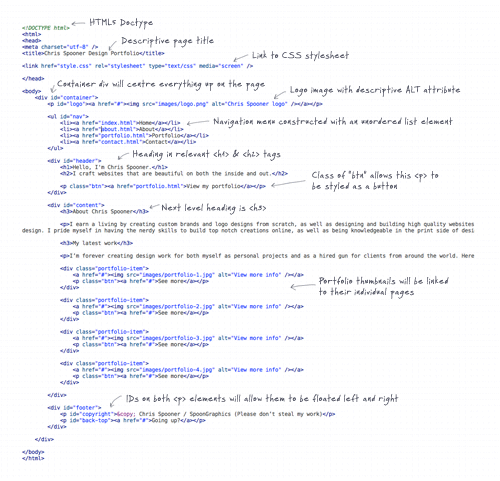 <!DOCTYPE html> HTML5 Doctype
<html>
<head>
<meta charset="utf-8" /> Descriptive page title
<title>Chris Spooner Design Portfolio</title>
Link to CSS stylesheet
<link href="style.css" rel="stylesheet" type="text/css" media="screen" />
</head>
Container div will centre everything up on the page
<body>
<div id="container"> Logo image with descriptive ALT attribute
<p id="logo"><a href="#"><img src="images/logo.png" alt="Chris Spooner logo" /></a></p>
<ul id="nav">
<li><a href="index.html">Home</a></li> Navigation menu constructed with an unordered list element
<li><a href="about.html">About</a></li>
<li><a href="portfolio.html">Portfolio</a></li>
<li><a href="contact.html">Contact</a></li>
</ul>
Heading in relevant <h1> & <h2> tags
<div id="header">
<h1>Hello, I'm Chris Spooner.</h1>
<h2>I craft websites that are beautiful on both the inside and out.</h2> Class of "btn" allows this <p> to
be styled as a button
<p class="btn"><a href="portfolio.html">View my portfolio</a></p>
</div>
<div id="content"> Next level heading is <h3>
<h3>About Chris Spooner</h3>
<p>I earn a living by creating custom brands and logo designs from scratch, as well as designing and building high quality websites
design. I pride myself in having the nerdy skills to build top notch creations online, as well as being knowledgeable in the print side of desi
<h3>My latest work</h3>
<p>I'm forever creating design work for both myself as personal projects and as a hired gun for clients from around the world. Here
<div class="portfolio-item">
<a href="#"><img src="images/portfolio-1.jpg" alt="View more info" /></a> Portfolio thumbnails will be linked
<p class="btn"><a href="#">See more</a></p> to their individual pages
</div>
<div class="portfolio-item">
<a href="#"><img src="images/portfolio-2.jpg" alt="View more info" /></a>
<p class="btn"><a href="#">See more</a></p>
</div>
<div class="portfolio-item">
<a href="#"><img src="images/portfolio-3.jpg" alt="View more info" /></a>
<p class="btn"><a href="#">See more</a></p>
</div>
<div class="portfolio-item">
<a href="#"><img src="images/portfolio-4.jpg" alt="View more info" /></a>
<p class="btn"><a href="#">See more</a></p>
</div>
</div> IDs on both <p> elements will allow them to be floated left and right
<div id="footer">
<p id="copyright">&copy; Chris Spooner / SpoonGraphics (Please don't steal my work)</p>
<p id="back-top"><a href="#">Going up?</a></p>
</div>
</div>
</body>
</html>